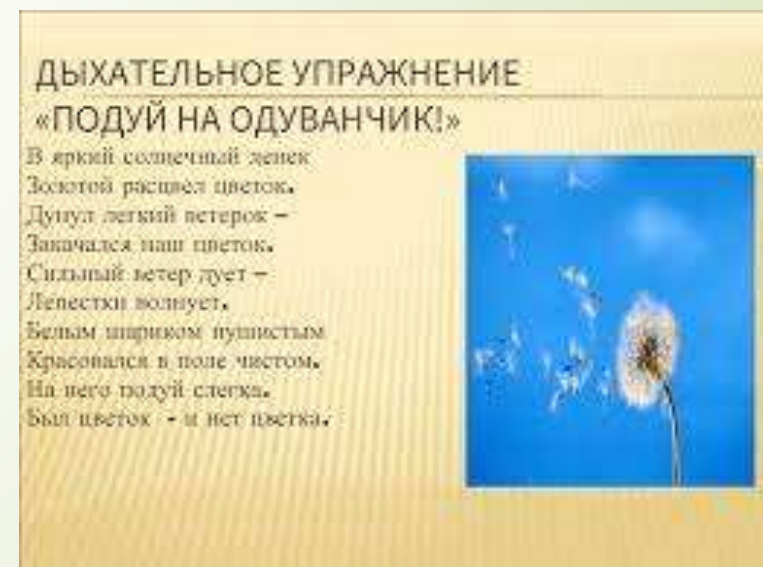 ДЫХАТЕЛЬНОЕ УПРАЖНЕНИЕ
«ПОДУЙ НА ОДУВАНЧИК!»
В яркий солнечный денек
Золотой расцвел цветок.
Дунул легкий ветерок –
Закачался наш цветок.
Сильный ветер дует –
Лепестки волнует.
Белым шариком пушистым
Красовался в поле чистом.
На него подуй слегка.
Был цветок - и нет цветка.